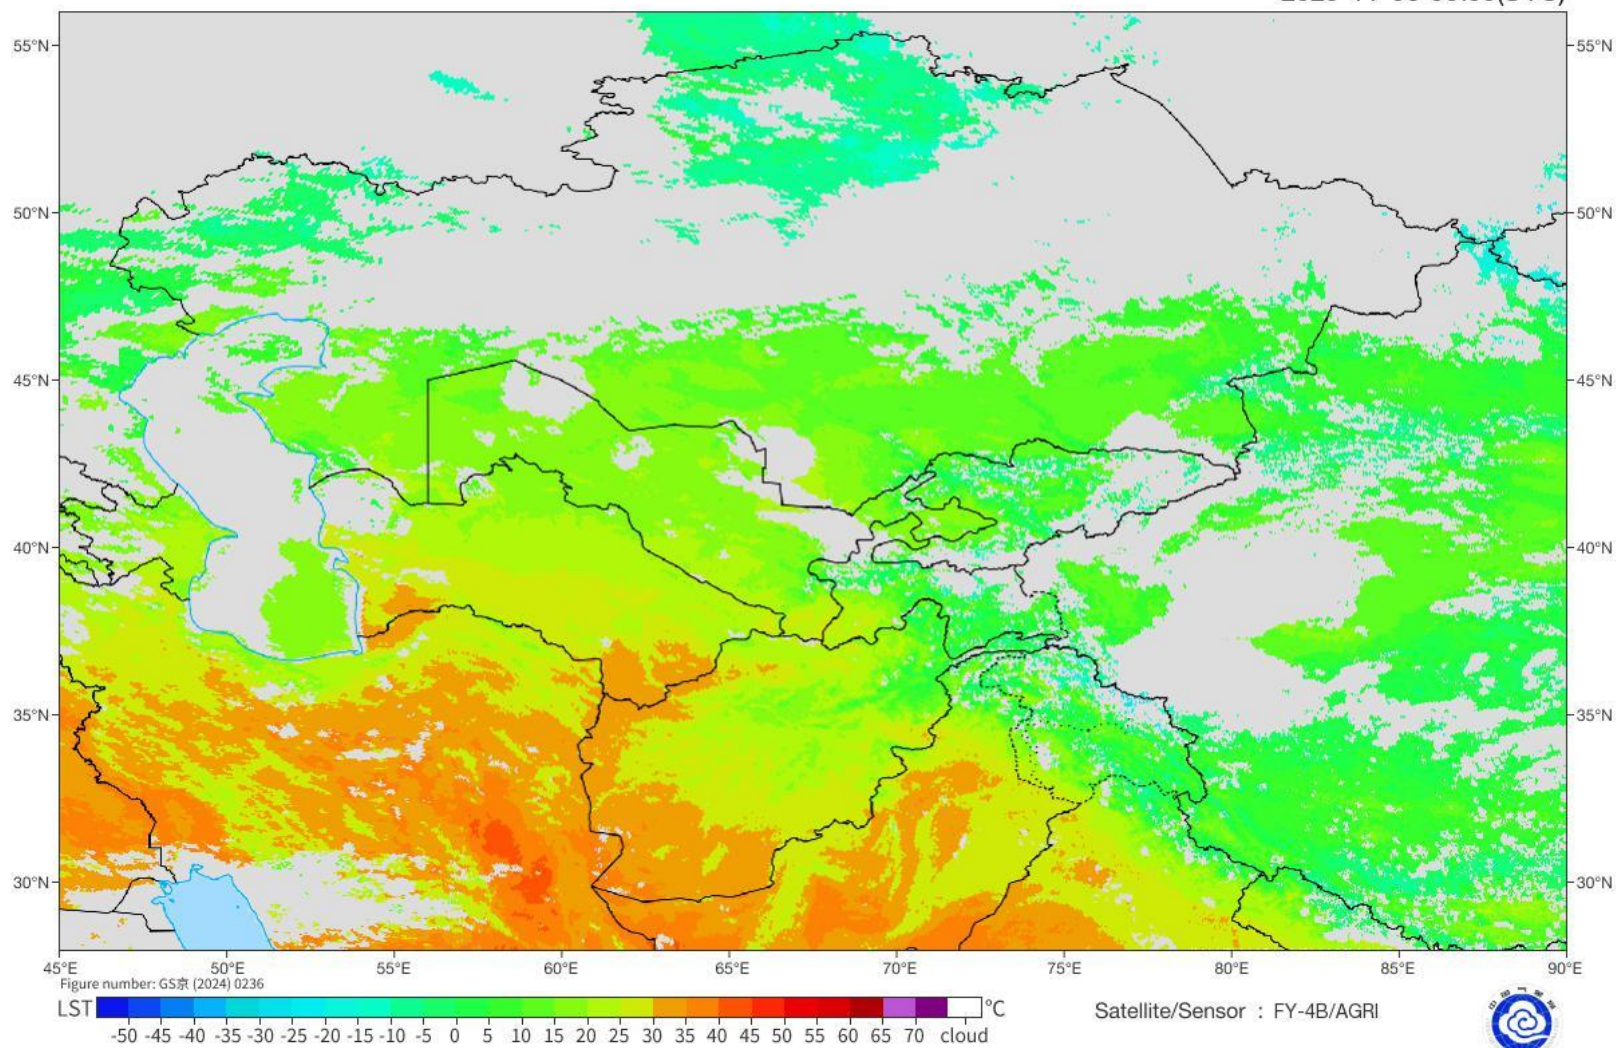 55°N
55°N
50°N
50°N
45°N
45°N
40°N
40°N
35°N
35°N
30°N
30°N
45°E 50°E 55°E 60°E 65°E 70°E 75°E 80°E 85°E 90°E
Figure number: GS京 (2024) 0236
LST
°C
-50 -45 -40 -35 -30 -25 -20 -15 -10 -5 0 5 10 15 20 25 30 35 40 45 50 55 60 65 70 cloud
Satellite/Sensor : FY-4B/AGRI